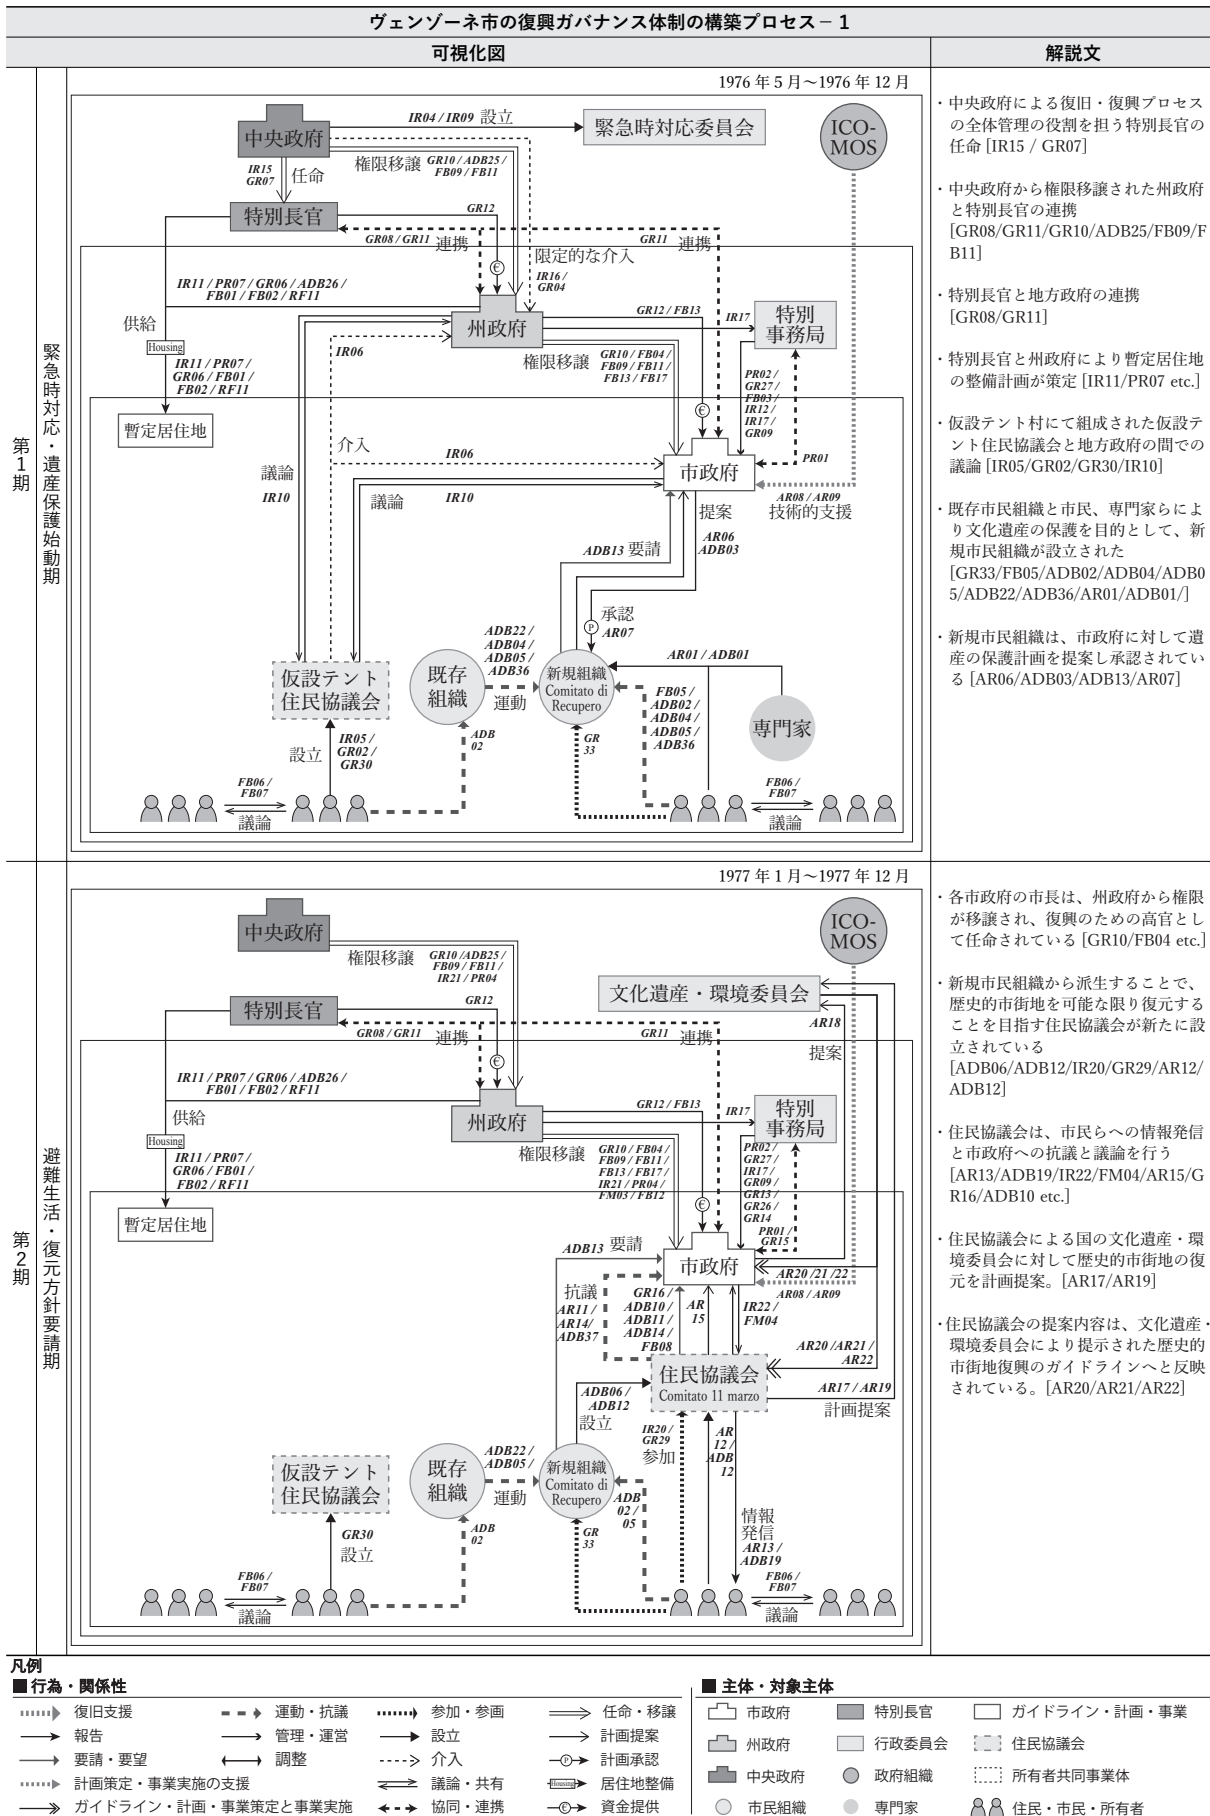 ヴェンゾーネ市の復興ガバナンス体制の構築プロセス－1
可視化図
解説文
第1期
緊急時対応・遺産保護始動期
1976 年 5 月～1976 年 12 月
中央政府
IR04 / IR09 設立
緊急時対応委員会
ICO-
MOS
権限移譲
GR10 / ADB25 /
FB09 / FB11
IR15
GR07
任命
特別長官
GR12
GR08 / GR11 連携
GR11 連携
限定的な介入
IR16 /
GR04
€
IR11 / PR07 / GR06 / ADB26 /
FB01 / FB02 / RF11
州政府
GR12 / FB13
IR17
特別
事務局
供給
Housing
IR11 / PR07 /
GR06 / FB01 /
FB02 / RF11
暫定居住地
IR06
権限移譲
GR10 / FB04 /
FB09 / FB11 /
FB13 / FB17
PR02 /
GR27 /
FB03 /
IR12 /
IR17 /
GR09
€
介入
IR06
市政府
PR01
議論
IR10
議論
IR10
AR08 / AR09
技術的支援
提案
AR06
ADB03
ADB13 要請
承認
P
AR07
ADB22 /
ADB04 /
ADB05 /
ADB36
AR01 / ADB01
仮設テント
住民協議会
既存
組織
運動
新規組織
Comitato di
Recupero
FB05 /
ADB02 /
ADB04 /
ADB05 /
ADB36
専門家
設立
IR05 /
GR02 /
GR30
ADB
02
GR
33
FB06 /
FB07
議論
FB06 /
FB07
議論
・中央政府による復旧・復興プロセス
の全体管理の役割を担う特別長官の
任命 [IR15 / GR07]
・中央政府から権限移譲された州政府
と特別長官の連携
[GR08/GR11/GR10/ADB25/FB09/F
B11]
・特別長官と地方政府の連携
[GR08/GR11]
・特別長官と州政府により暫定居住地
の整備計画が策定 [IR11/PR07 etc.]
・仮設テント村にて組成された仮設テ
ント住民協議会と地方政府の間での
議論 [IR05/GR02/GR30/IR10]
・既存市民組織と市民、専門家らによ
り文化遺産の保護を目的として、新
規市民組織が設立された
[GR33/FB05/ADB02/ADB04/ADB0
5/ADB22/ADB36/AR01/ADB01/]
・新規市民組織は、市政府に対して遺
産の保護計画を提案し承認されてい
る [AR06/ADB03/ADB13/AR07]
第2期
避難生活・復元方針要請期
1977 年 1 月～1977 年 12 月
中央政府
ICO-
MOS
権限移譲
GR10 /ADB25 /
FB09 / FB11 /
IR21 / PR04
文化遺産・環境委員会
特別長官
GR12
GR08 / GR11 連携
GR11 連携
AR18
提案
€
IR11 / PR07 / GR06 / ADB26 /
FB01 / FB02 / RF11
州政府
GR12 / FB13
IR17
特別
事務局
供給
Housing
IR11 / PR07 /
GR06 / FB01 /
FB02 / RF11
暫定居住地
権限移譲
GR10 / FB04 /
FB09 / FB11 /
FB13 / FB17 /
IR21 / PR04 /
FM03 / FB12
PR02 /
GR27 /
IR17 /
GR09 /
GR13 /
GR26 /
GR14
€
PR01 /
GR15
ADB13 要請
市政府
AR20 /21 /22
AR08 / AR09
抗議
AR11 /
AR14/
ADB37
GR16 /
ADB10 /
ADB11 /
ADB14 /
FB08
AR
15
IR22 /
FM04
AR20 /AR21 /
AR22
住民協議会
Comitato 11 marzo
AR17 / AR19
計画提案
ADB06 /
ADB12
設立
IR20 /
GR29
参加
AR
12 /
ADB
12
仮設テント
住民協議会
既存
組織
ADB22 /
ADB05 /
運動
新規組織
Comitato di
Recupero
ADB
02 /
05
情報
発信
AR13 /
ADB19
GR30
設立
ADB
02
GR
33
FB06 /
FB07
議論
FB06 /
FB07
議論
・各市政府の市長は、州政府から権限
が移譲され、復興のための高官とし
て任命されている [GR10/FB04 etc.]
・新規市民組織から派生することで、
歴史的市街地を可能な限り復元する
ことを目指す住民協議会が新たに設
立されている
[ADB06/ADB12/IR20/GR29/AR12/
ADB12]
・住民協議会は、市民らへの情報発信
と市政府への抗議と議論を行う
[AR13/ADB19/IR22/FM04/AR15/G
R16/ADB10 etc.]
・住民協議会による国の文化遺産・環
境委員会に対して歴史的市街地の復
元を計画提案。[AR17/AR19]
・住民協議会の提案内容は、文化遺産・
環境委員会により提示された歴史的
市街地復興のガイドラインへと反映
されている。[AR20/AR21/AR22]
凡例
■ 行為・関係性
復旧支援
運動・抗議
参加・参画
任命・移譲
報告
管理・運営
設立
計画提案
要請・要望
調整
介入
P
計画承認
計画策定・事業実施の支援
議論・共有
Housing
居住地整備
ガイドライン・計画・事業策定と事業実施
協同・連携
€
資金提供
■ 主体・対象主体
市政府
特別長官
ガイドライン・計画・事業
州政府
行政委員会
住民協議会
中央政府
政府組織
所有者共同事業体
市民組織
専門家
住民・市民・所有者